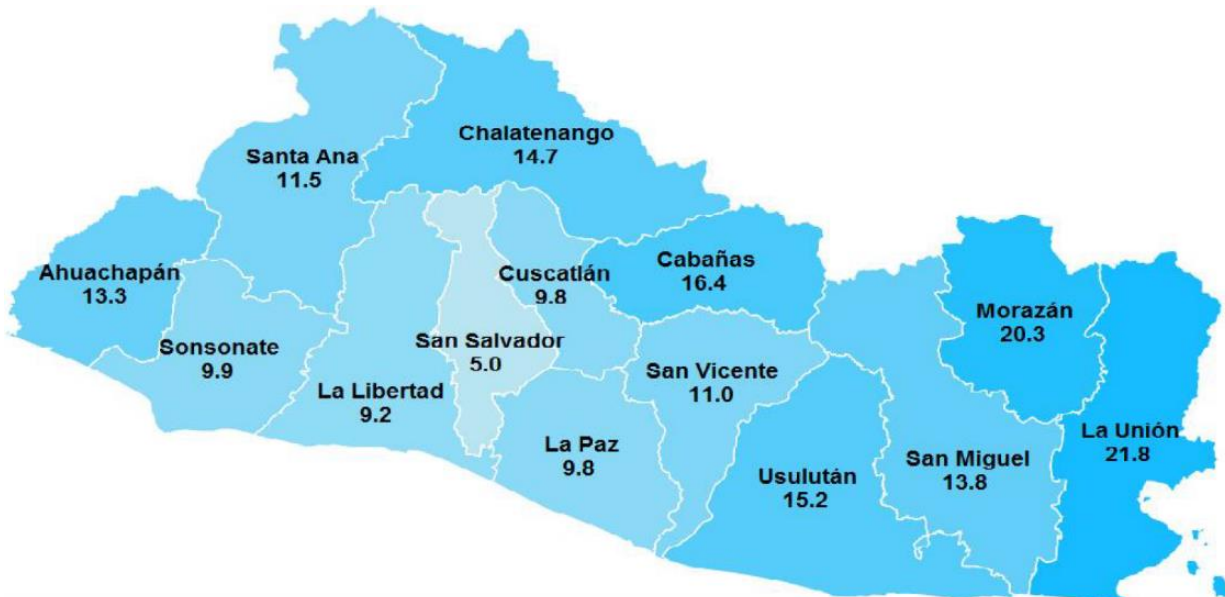 Chalatenango
14.7
Santa Ana
11.5
Ahuachapán
13.3
Cuscatlán
9.8
Cabañas
16.4
Morazán
20.3
Sonsonate
9.9
San Salvador
5.0
La Libertad
9.2
San Vicente
11.0
La Paz
9.8
Usulután
15.2
San Miguel
13.8
La Unión
21.8